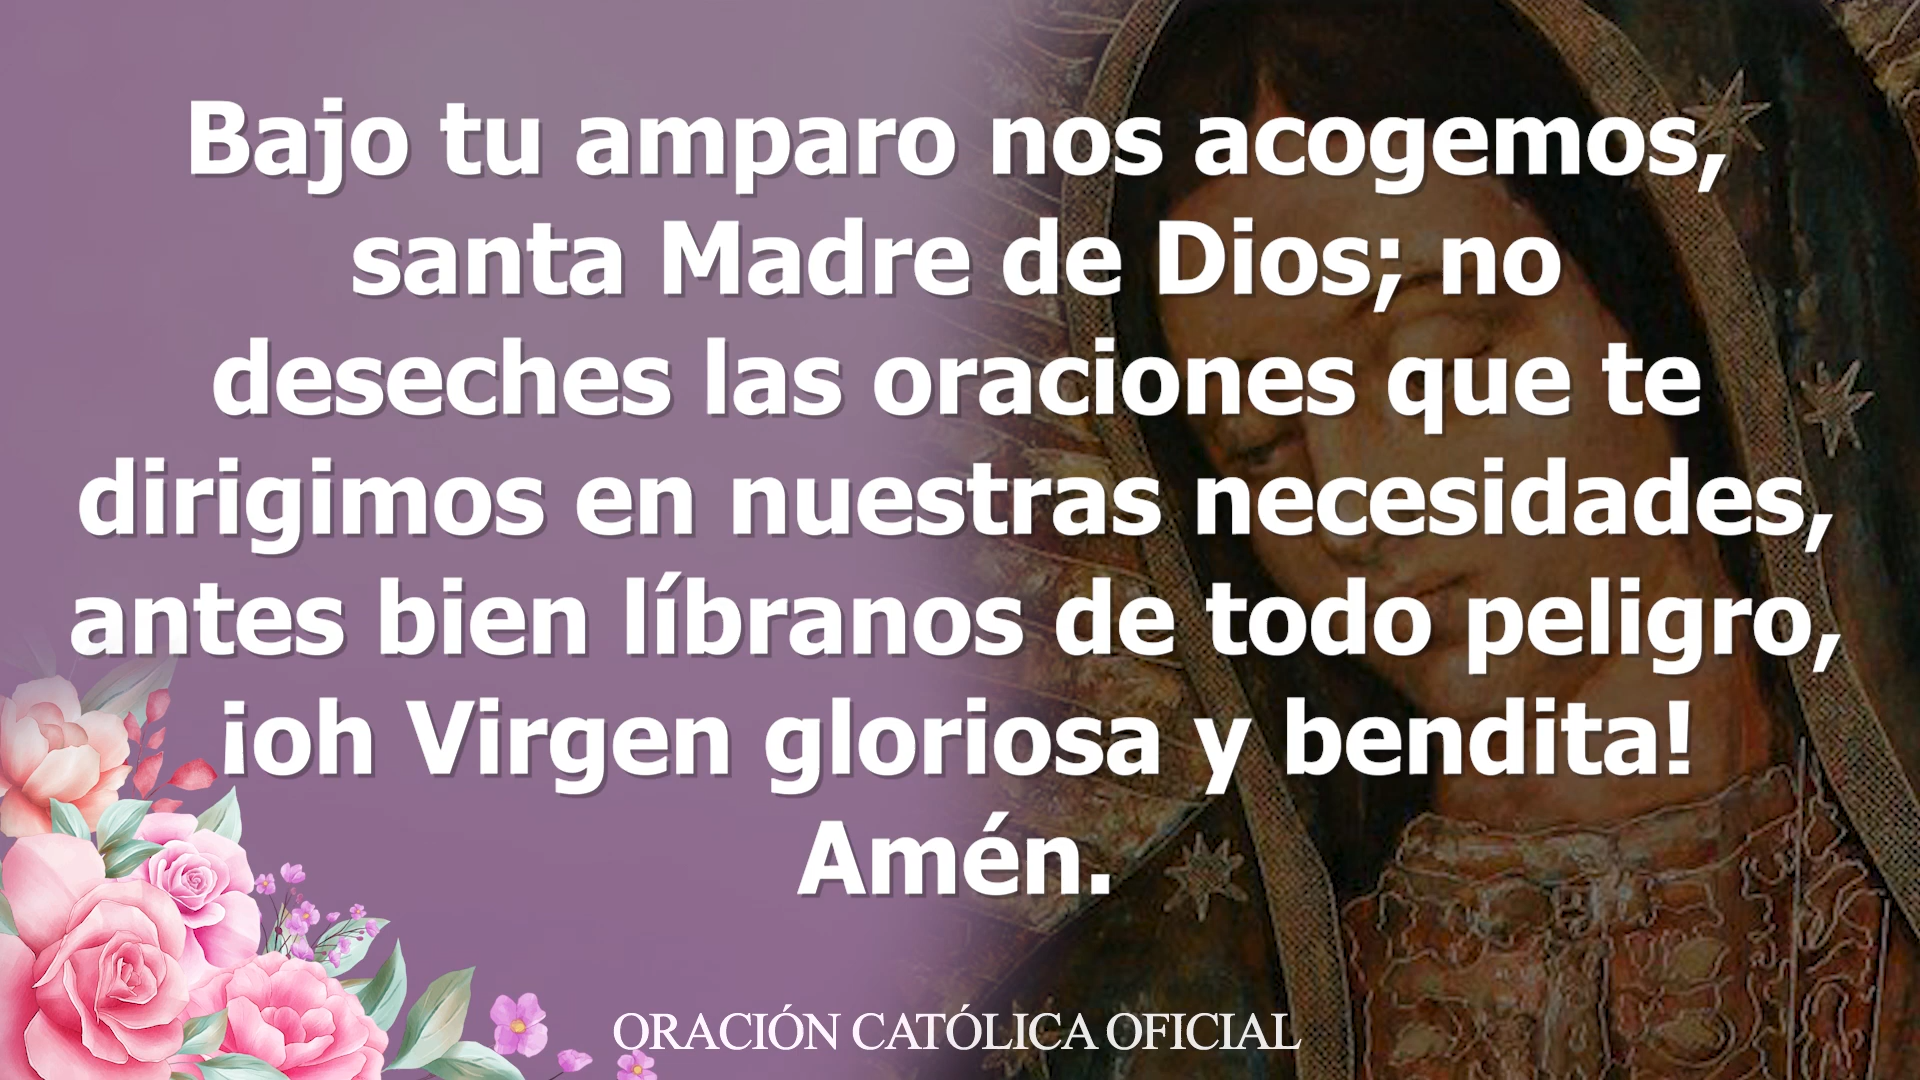 Bajo tu amparo nos acogemos,
santa Madre de Dios; no
deseches las oraciones que te
dirigimos en nuestras necesidades,
antes bien líbranos de todo peligro,
¡oh Virgen gloriosa y bendita!
Amén.
ORACIÓN CATÓLICA OFICIAL